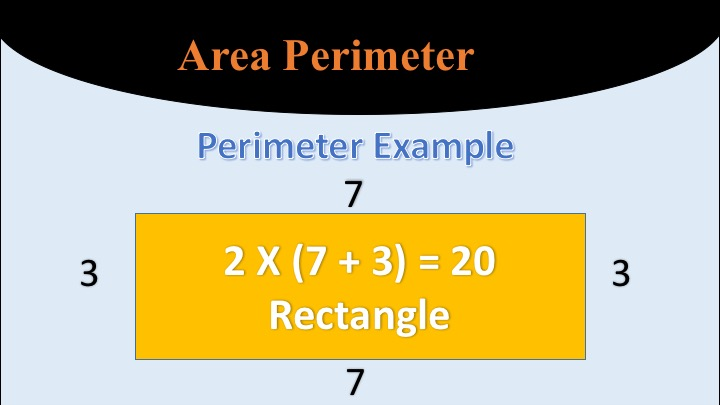 Area Perimeter
Perimeter Example
7
3
2 X (7 + 3) = 20
Rectangle
3
7